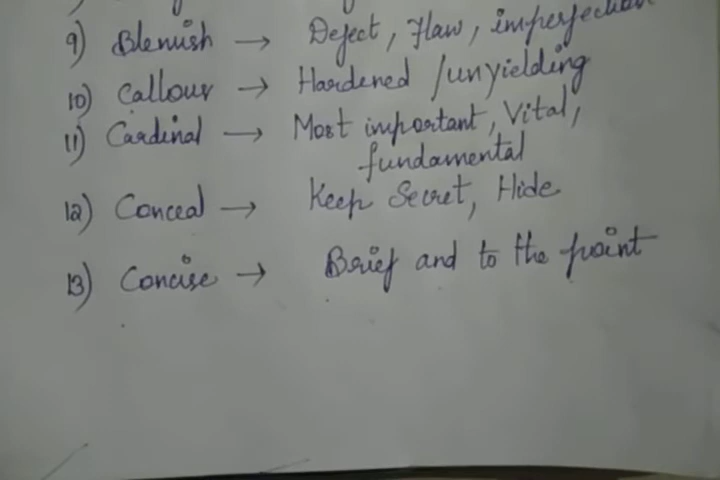 9) Blemish → Defect, Flaw, imperfection
10) Callous → Hardened / unyielding
11) Cardinal → Most important, Vital,
fundamental
12) Conceal → Keep Secret, Hide
13) Concise → Brief and to the point